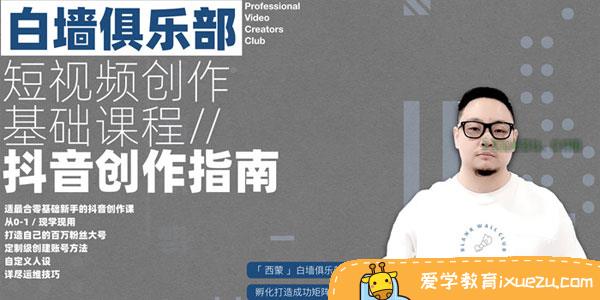 白墙俱乐部
Professional
Video
Creators
Club
短视频创作
基础课程//
抖音创作指南
适最合零基础新手的抖音创作课
从0-1 / 现学现用
打造自己的百万粉丝大号
定制级创建账号方法
自定义人设
详尽运维技巧
「 西蒙 」白墙俱乐
孵化打造成功矩阵
爱学教育ixuezu.com